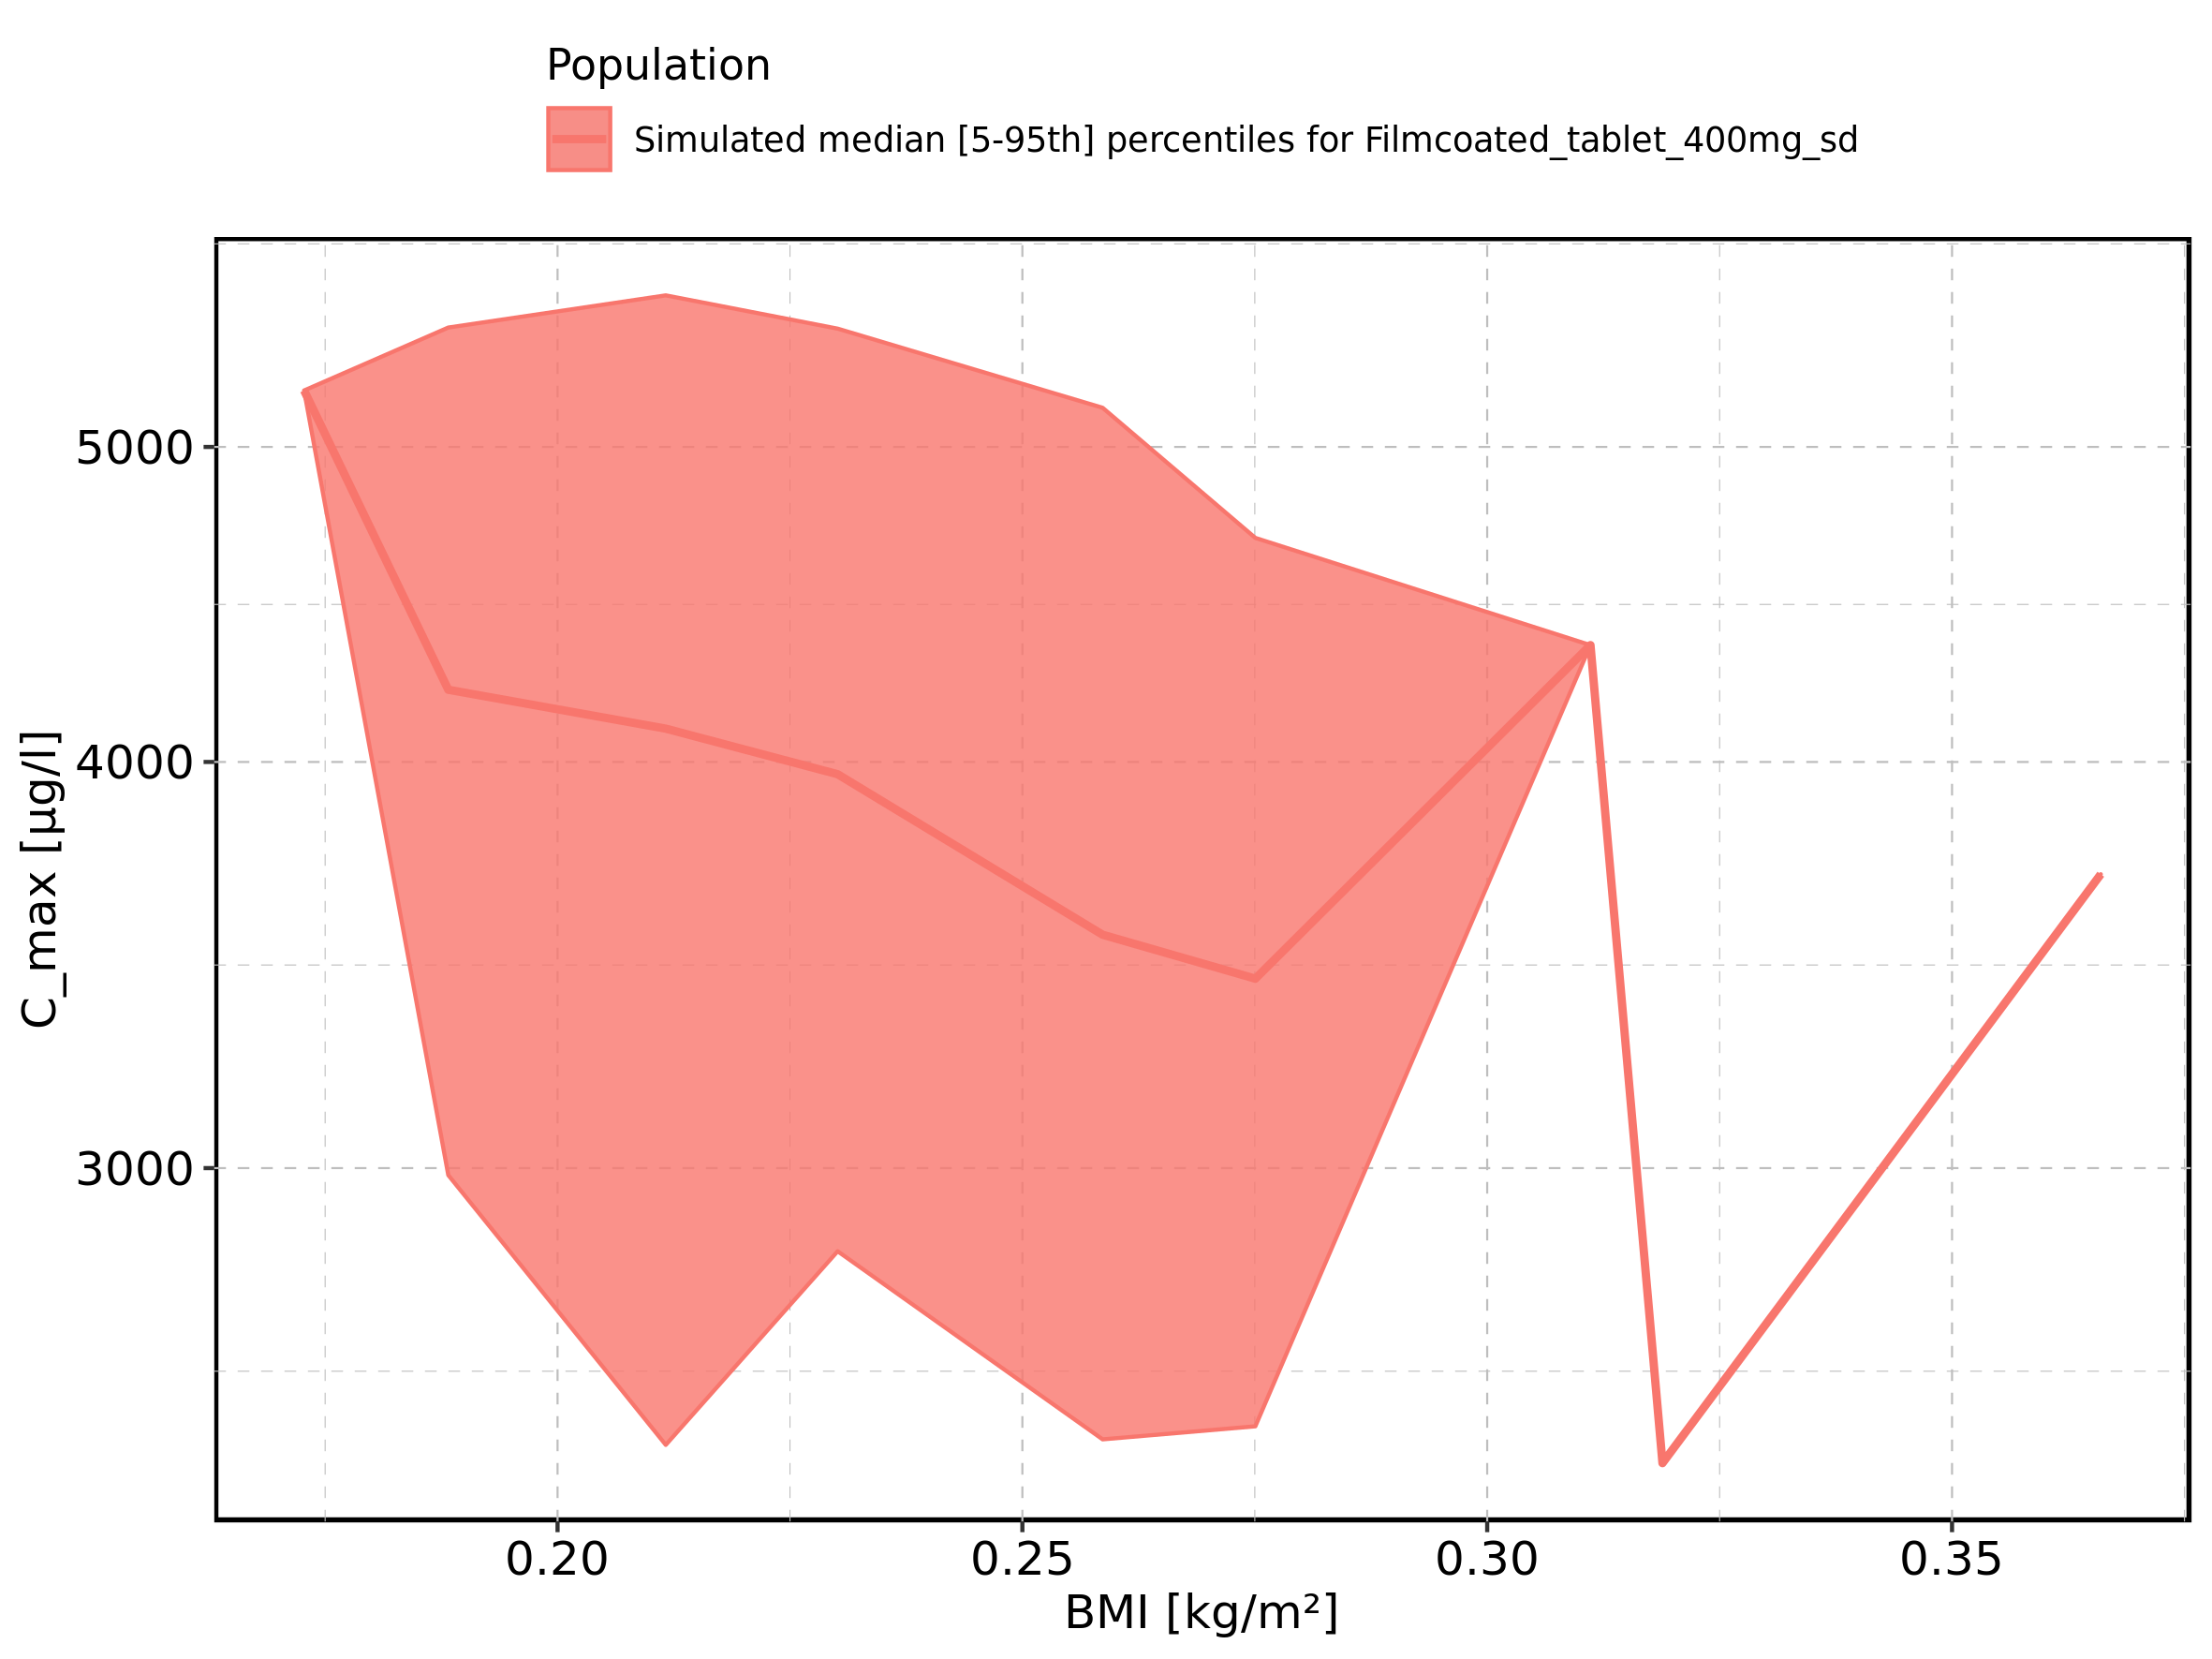 Population
Simulated median [5-95th] percentiles for Filmcoated_tablet_400mg_sd
C_max [µg/l]
5000
4000
3000
0.20 0.25 0.30 0.35
BMI [kg/m²]